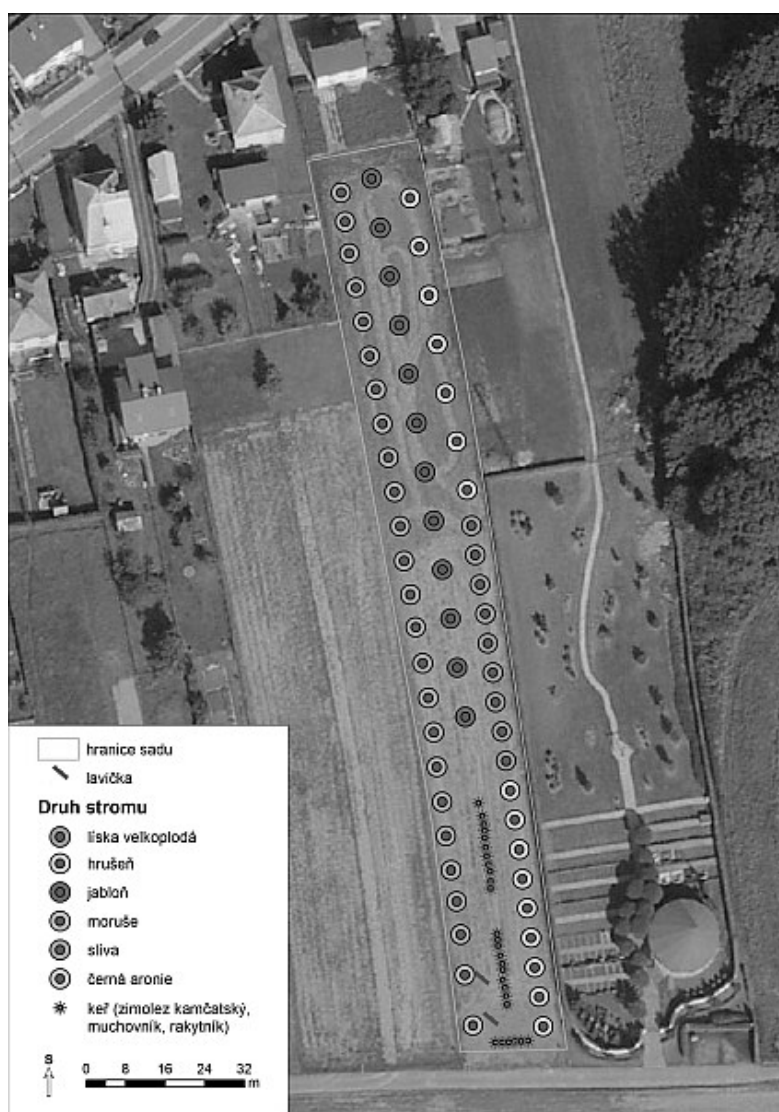 hranice sadu
lavička
Druh stromu
líska velkoplodá
hrušeň
jabloň
moruše
slíva
černá aronie
keř (zimolez kamčatský,
muchovník, rakytník)
S
0 8 16 24 32
m